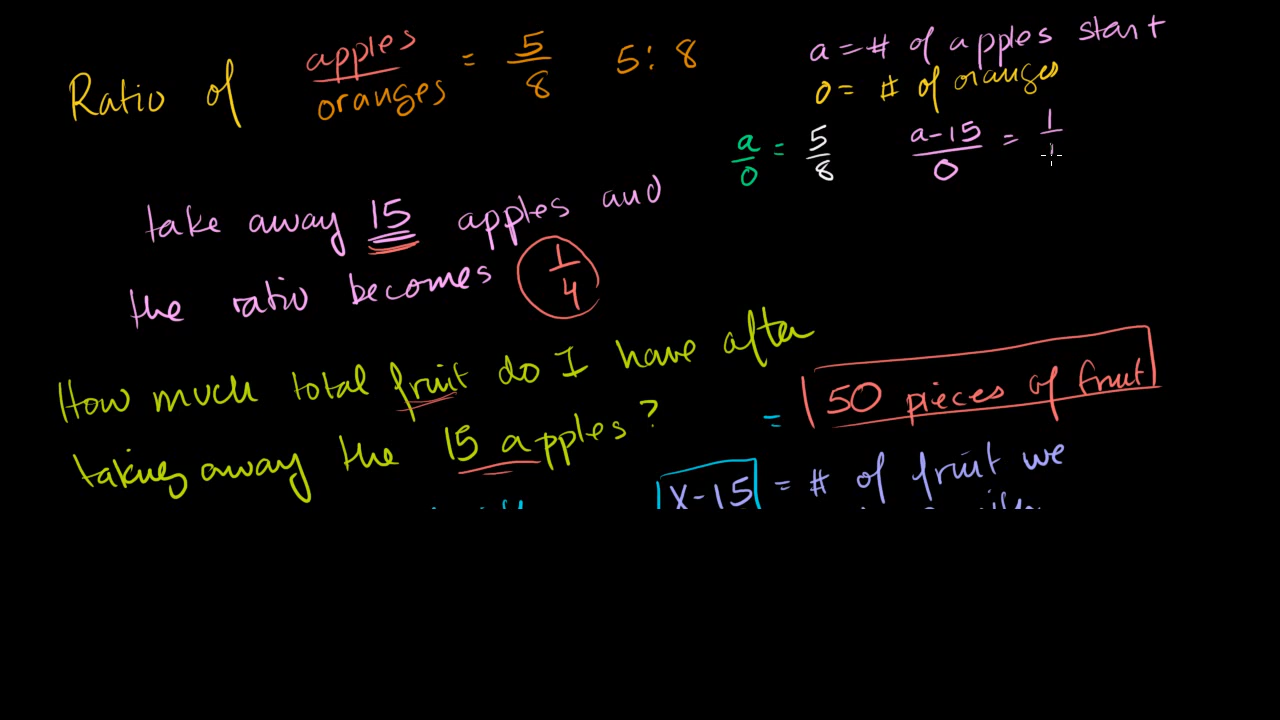 Ratio of apples/oranges = 5/8 5:8
a = # of apples start
o = # of oranges
a/o = 5/8 a-15/o = 1/
take away 15 apples and
the ratio becomes 1/4
How much total fruit do I have after
taking away the 15 apples?
= 50 pieces of fruit
x-15 = # of fruit we